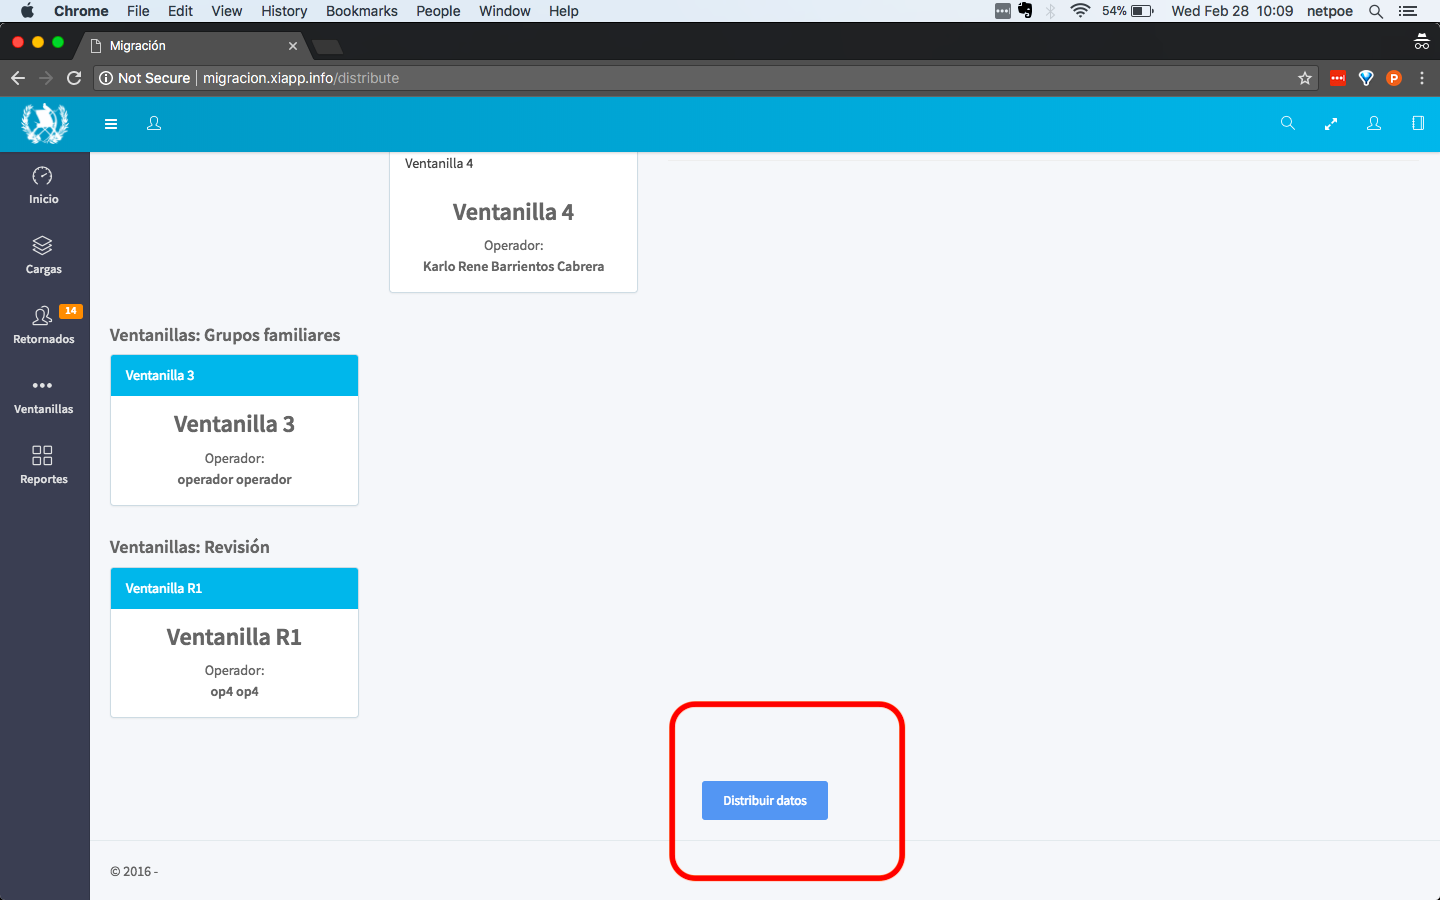 Chrome File Edit View History Bookmarks People Window Help 54% Wed Feb 28 10:09 netpoe
Migración
Not Secure migracion.xiapp.info/distribute
P
Inicio
Cargas
14
Retornados
Ventanillas
Reportes
Ventanilla 4
Ventanilla 4
Operador:
Karlo Rene Barrientos Cabrera
Ventanillas: Grupos familiares
Ventanilla 3
Ventanilla 3
Operador:
operador operador
Ventanillas: Revisión
Ventanilla R1
Ventanilla R1
Operador:
op4 op4
Distribuir datos
© 2016 -